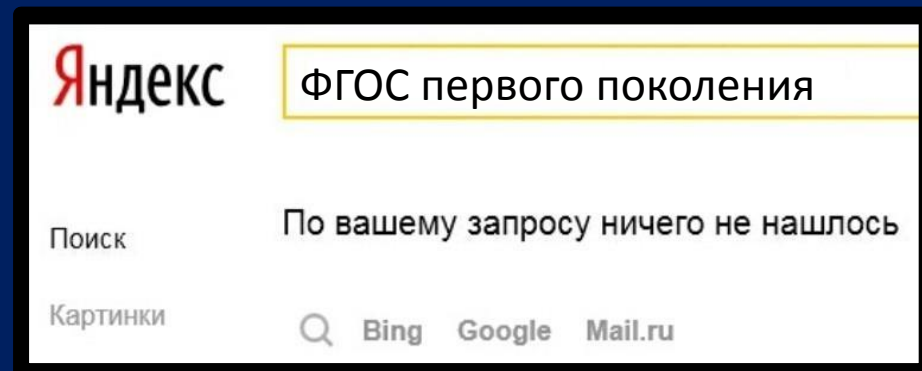 Яндекс
ФГОС первого поколения
Поиск
По вашему запросу ничего не нашлось
Картинки
Bing Google Mail.ru